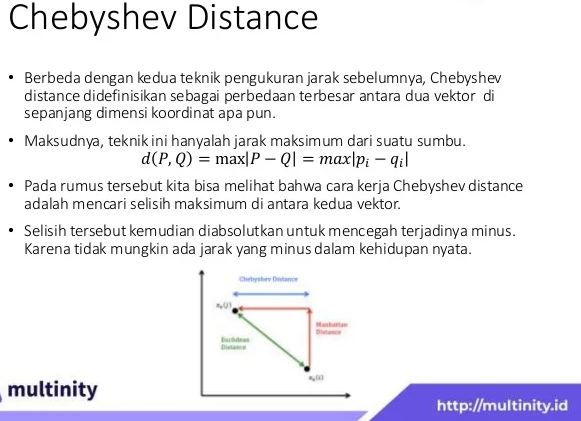 Chebyshev Distance
• Berbeda dengan kedua teknik pengukuran jarak sebelumnya, Chebyshev
distance didefinisikan sebagai perbedaan terbesar antara dua vektor di
sepanjang dimensi koordinat apa pun.
• Maksudnya, teknik ini hanyalah jarak maksimum dari suatu sumbu.
𝑑(𝑃, 𝑄) = max|𝑃 − 𝑄| = 𝑚𝑎𝑥|𝑝ᵢ − 𝑞ᵢ|
• Pada rumus tersebut kita bisa melihat bahwa cara kerja Chebyshev distance
adalah mencari selisih maksimum di antara kedua vektor.
• Selisih tersebut kemudian diabsolutkan untuk mencegah terjadinya minus.
Karena tidak mungkin ada jarak yang minus dalam kehidupan nyata.
Chebyshev Distance
Manhattan
Distance
Euclidean
Distance
multinity
http://multinity.id